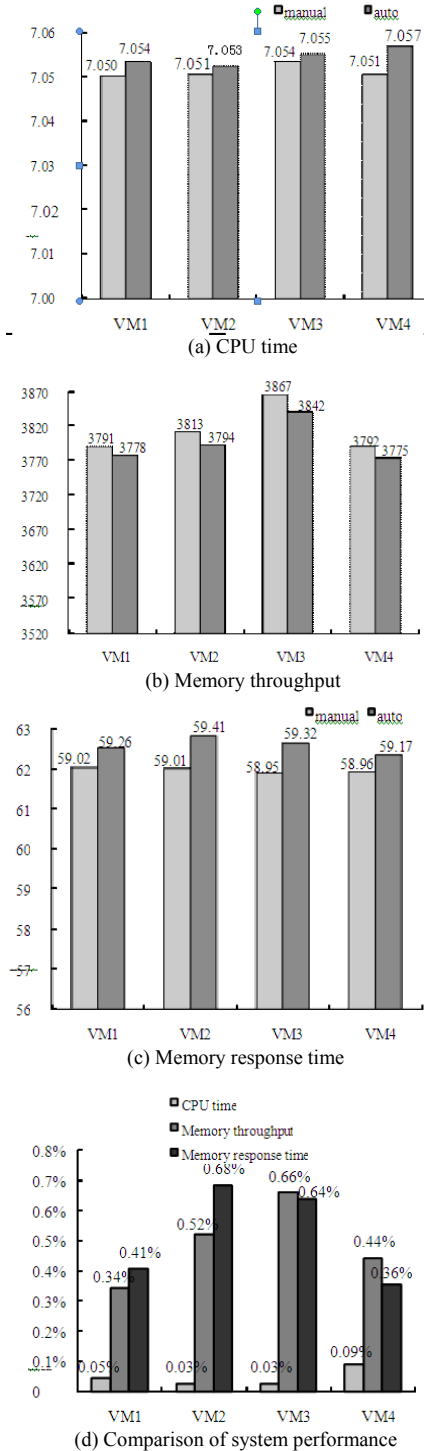 manual auto
7.06
7.05
7.04
7.03
7.02
7.01
7.00
7.050 7.054 7.051 7.053 7.054 7.055 7.051 7.057
VM1 VM2 VM3 VM4
(a) CPU time
3870
3820
3770
3720
3670
3620
3570
3520
3791 3778 3813 3794 3867 3842 3792 3775
VM1 VM2 VM3 VM4
(b) Memory throughput
manual auto
63
62
61
60
59
58
57
56
59.02 59.26 59.01 59.41 58.95 59.32 58.96 59.17
VM1 VM2 VM3 VM4
(c) Memory response time
CPU time
Memory throughput
Memory response time
0.8%
0.7%
0.6%
0.5%
0.4%
0.3%
0.2%
0.1%
0
0.05% 0.34% 0.41% 0.03% 0.52% 0.68% 0.03% 0.66% 0.64% 0.09% 0.44% 0.36%
VM1 VM2 VM3 VM4
(d) Comparison of system performance